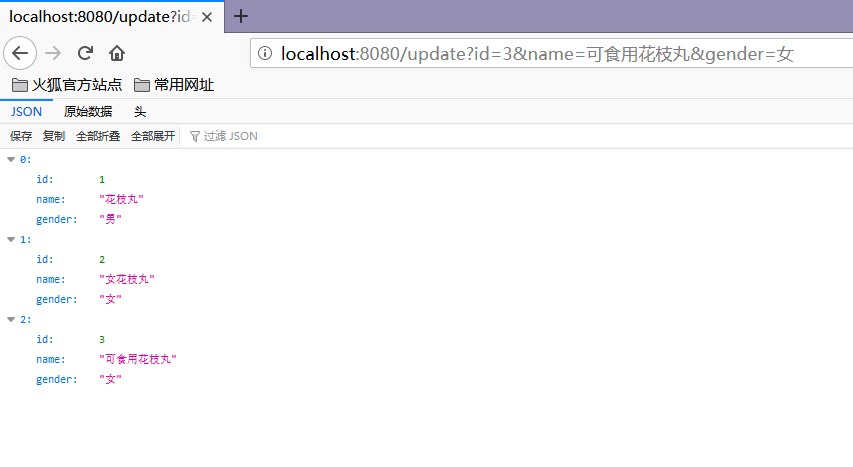 localhost:8080/update?id=
localhost:8080/update?id=3&name=可食用花枝丸&gender=女
火狐官方站点 常用网址
JSON 原始数据 头
保存 复制 全部折叠 全部展开 过滤 JSON
0:
id: 1
name: "花枝丸"
gender: "男"
1:
id: 2
name: "女花枝丸"
gender: "女"
2:
id: 3
name: "可食用花枝丸"
gender: "女"